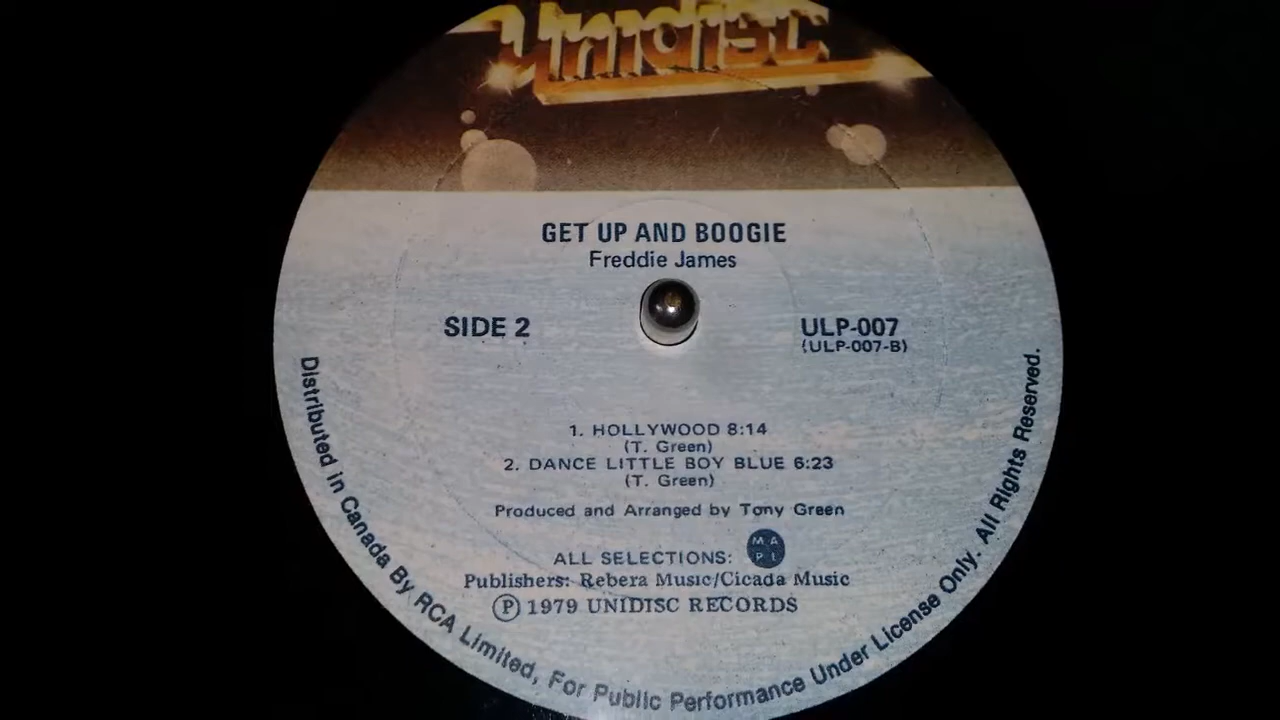 Unidisc
GET UP AND BOOGIE
Freddie James
SIDE 2
ULP-007
(ULP-007-B)
1. HOLLYWOOD 8:14
(T. Green)
2. DANCE LITTLE BOY BLUE 6:23
(T. Green)
Produced and Arranged by Tony Green
ALL SELECTIONS: MAPL
Publishers: Rebera Music/Cicada Music
Ⓟ 1979 UNIDISC RECORDS
Distributed in Canada By RCA Limited, For Public Performance Under License Only. All Rights Reserved.